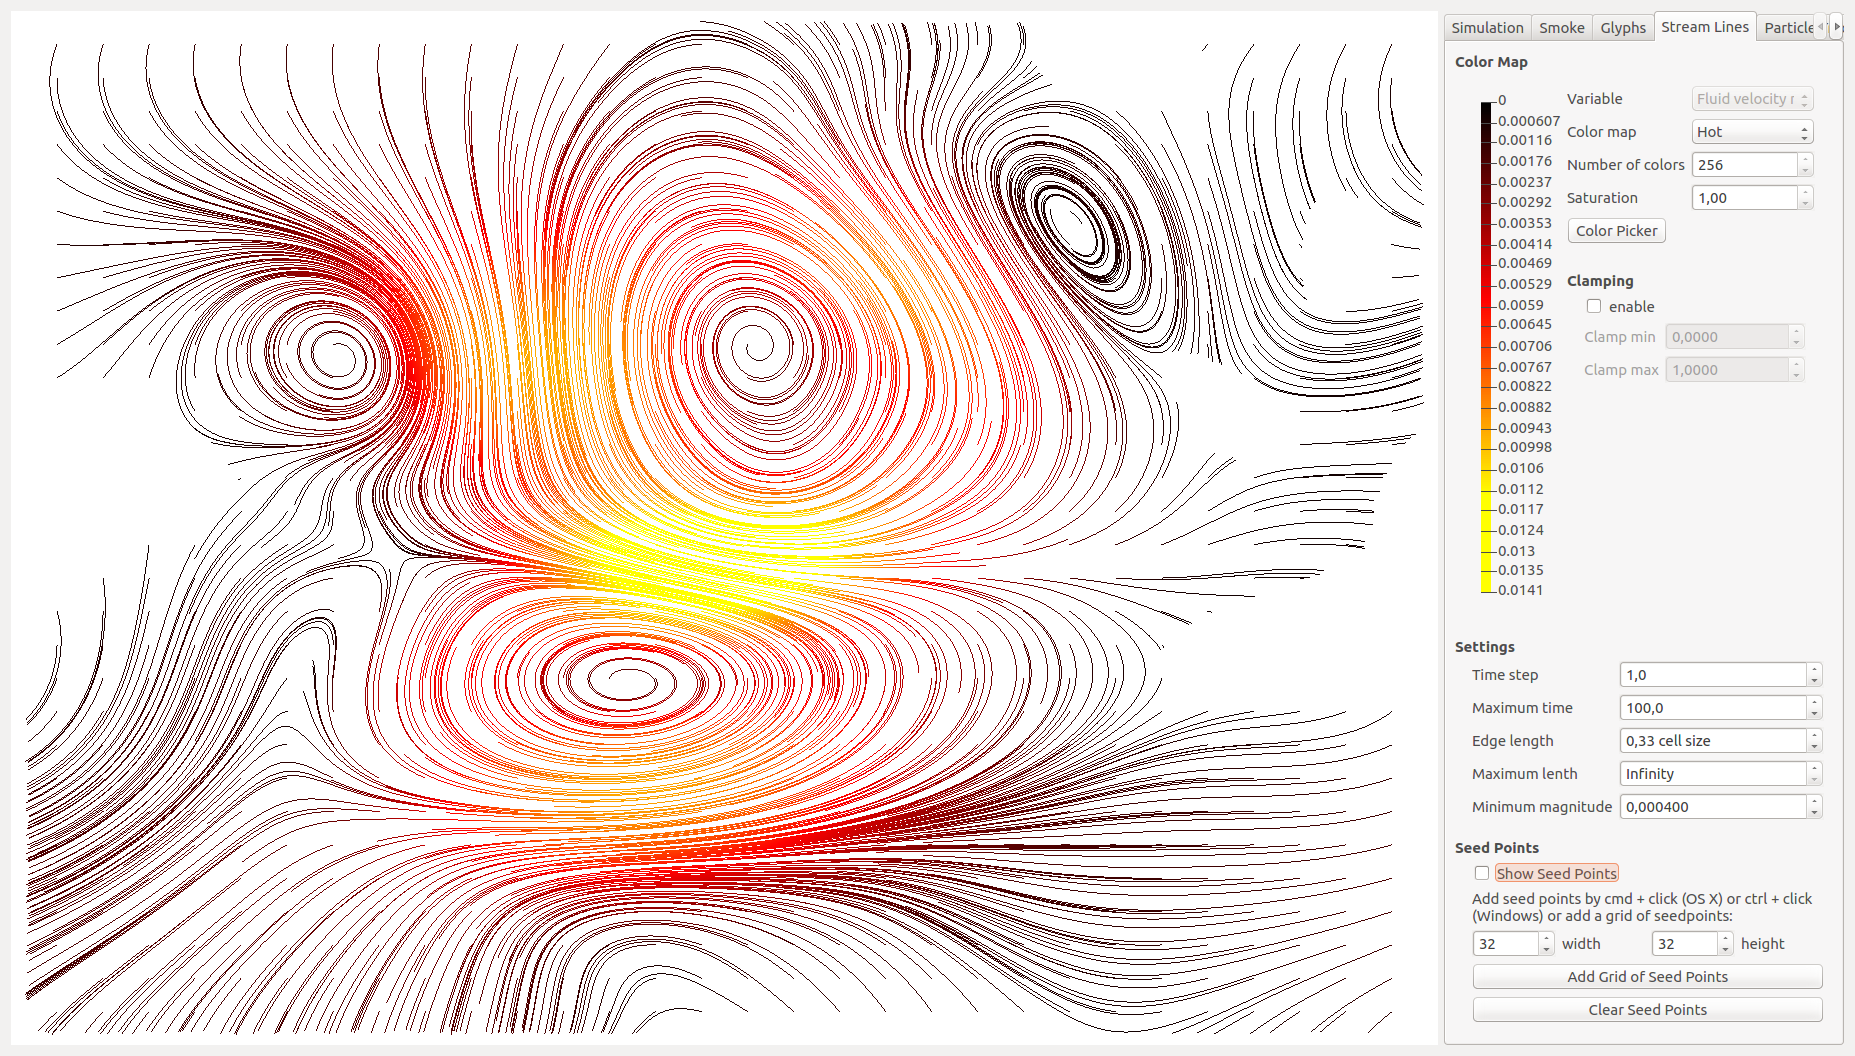 Simulation Smoke Glyphs Stream Lines Particle
Color Map
0
0.000607
0.00116
0.00176
0.00237
0.00292
0.00353
0.00414
0.00469
0.00529
0.0059
0.00645
0.00706
0.00767
0.00822
0.00882
0.00943
0.00998
0.0106
0.0112
0.0117
0.0124
0.013
0.0135
0.0141
Variable Fluid velocity r
Color map Hot
Number of colors 256
Saturation 1,00
Color Picker
Clamping
enable
Clamp min 0,0000
Clamp max 1,0000
Settings
Time step 1,0
Maximum time 100,0
Edge length 0,33 cell size
Maximum lenth Infinity
Minimum magnitude 0,000400
Seed Points
Show Seed Points
Add seed points by cmd + click (OS X) or ctrl + click
(Windows) or add a grid of seedpoints:
32 width 32 height
Add Grid of Seed Points
Clear Seed Points